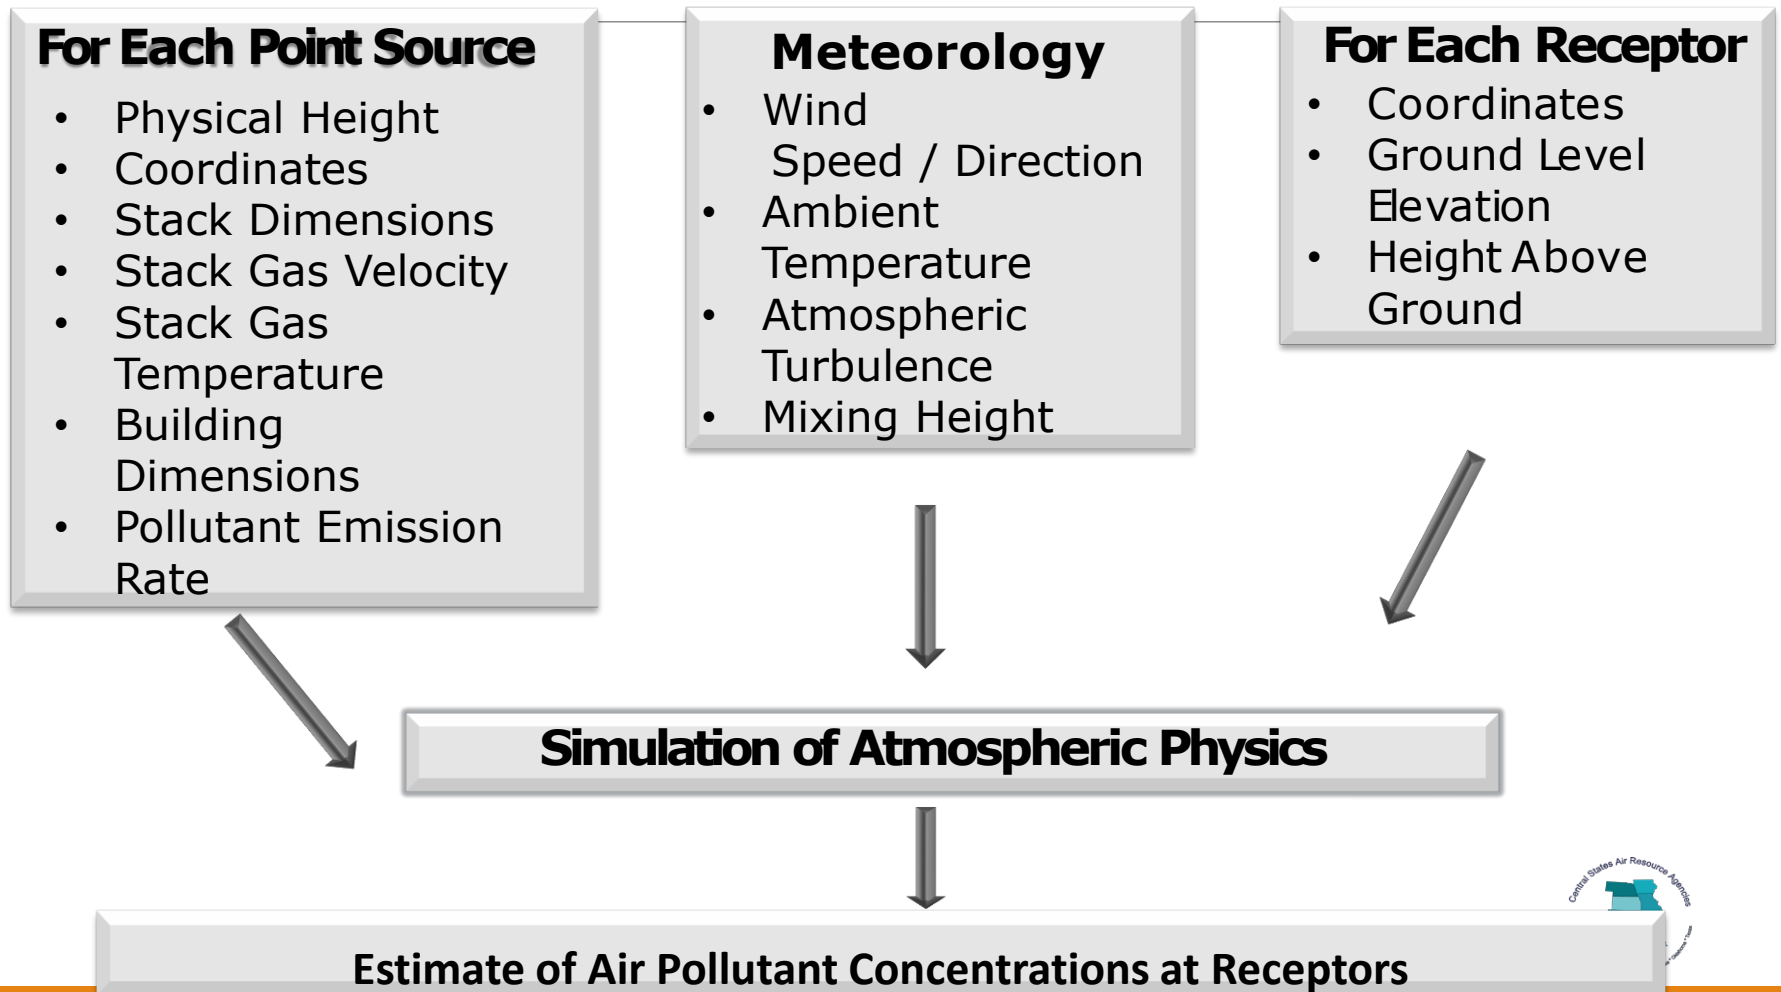 For Each Point Source
• Physical Height
• Coordinates
• Stack Dimensions
• Stack Gas Velocity
• Stack Gas
Temperature
• Building
Dimensions
• Pollutant Emission
Rate
Meteorology
• Wind
Speed / Direction
• Ambient
Temperature
• Atmospheric
Turbulence
• Mixing Height
For Each Receptor
• Coordinates
• Ground Level
Elevation
• Height Above
Ground
Simulation of Atmospheric Physics
Central States Air Resource Agencies
Estimate of Air Pollutant Concentrations at Receptors